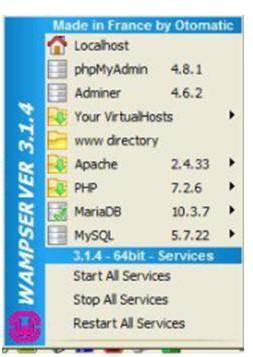 Made in France by Otomatic
Localhost
phpMyAdmin 4.8.1
Adminer 4.6.2
Your VirtualHosts
www directory
Apache 2.4.33
PHP 7.2.6
MariaDB 10.3.7
MySQL 5.7.22
3.1.4 - 64bit - Services
Start All Services
Stop All Services
Restart All Services
WAMPSERVER 3.1.4